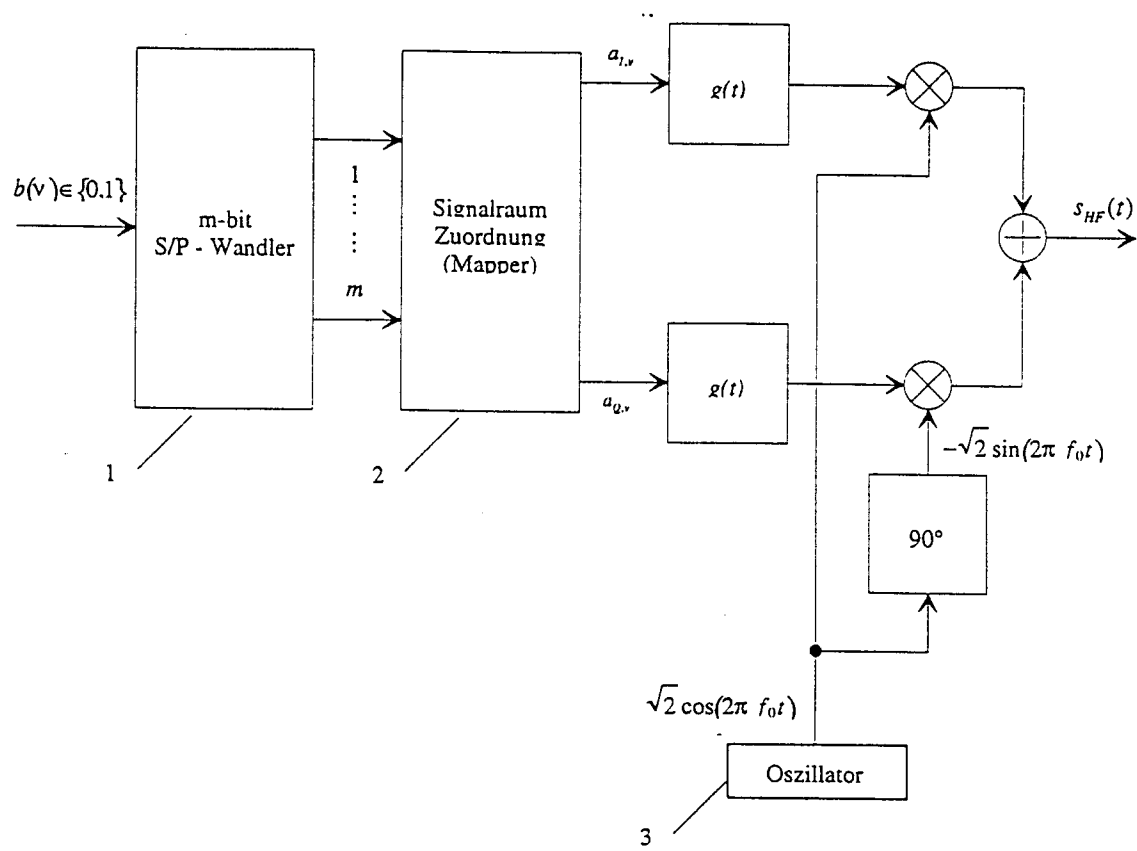 b(ν)∈{0.1}
m-bit
S/P - Wandler
1
m
Signalraum
Zuordnung
(Mapper)
a_{I,ν}
a_{Q,ν}
g(t)
g(t)
s_{HF}(t)
−√2 sin(2π f₀t)
90°
√2 cos(2π f₀t)
Oszillator
1
2
3